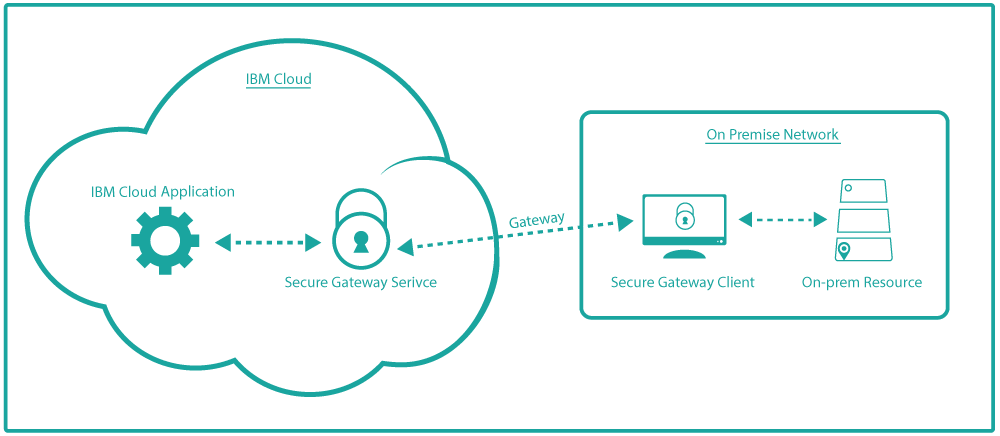 IBM Cloud
On Premise Network
IBM Cloud Application
Gateway
Secure Gateway Serivce
Secure Gateway Client
On-prem Resource